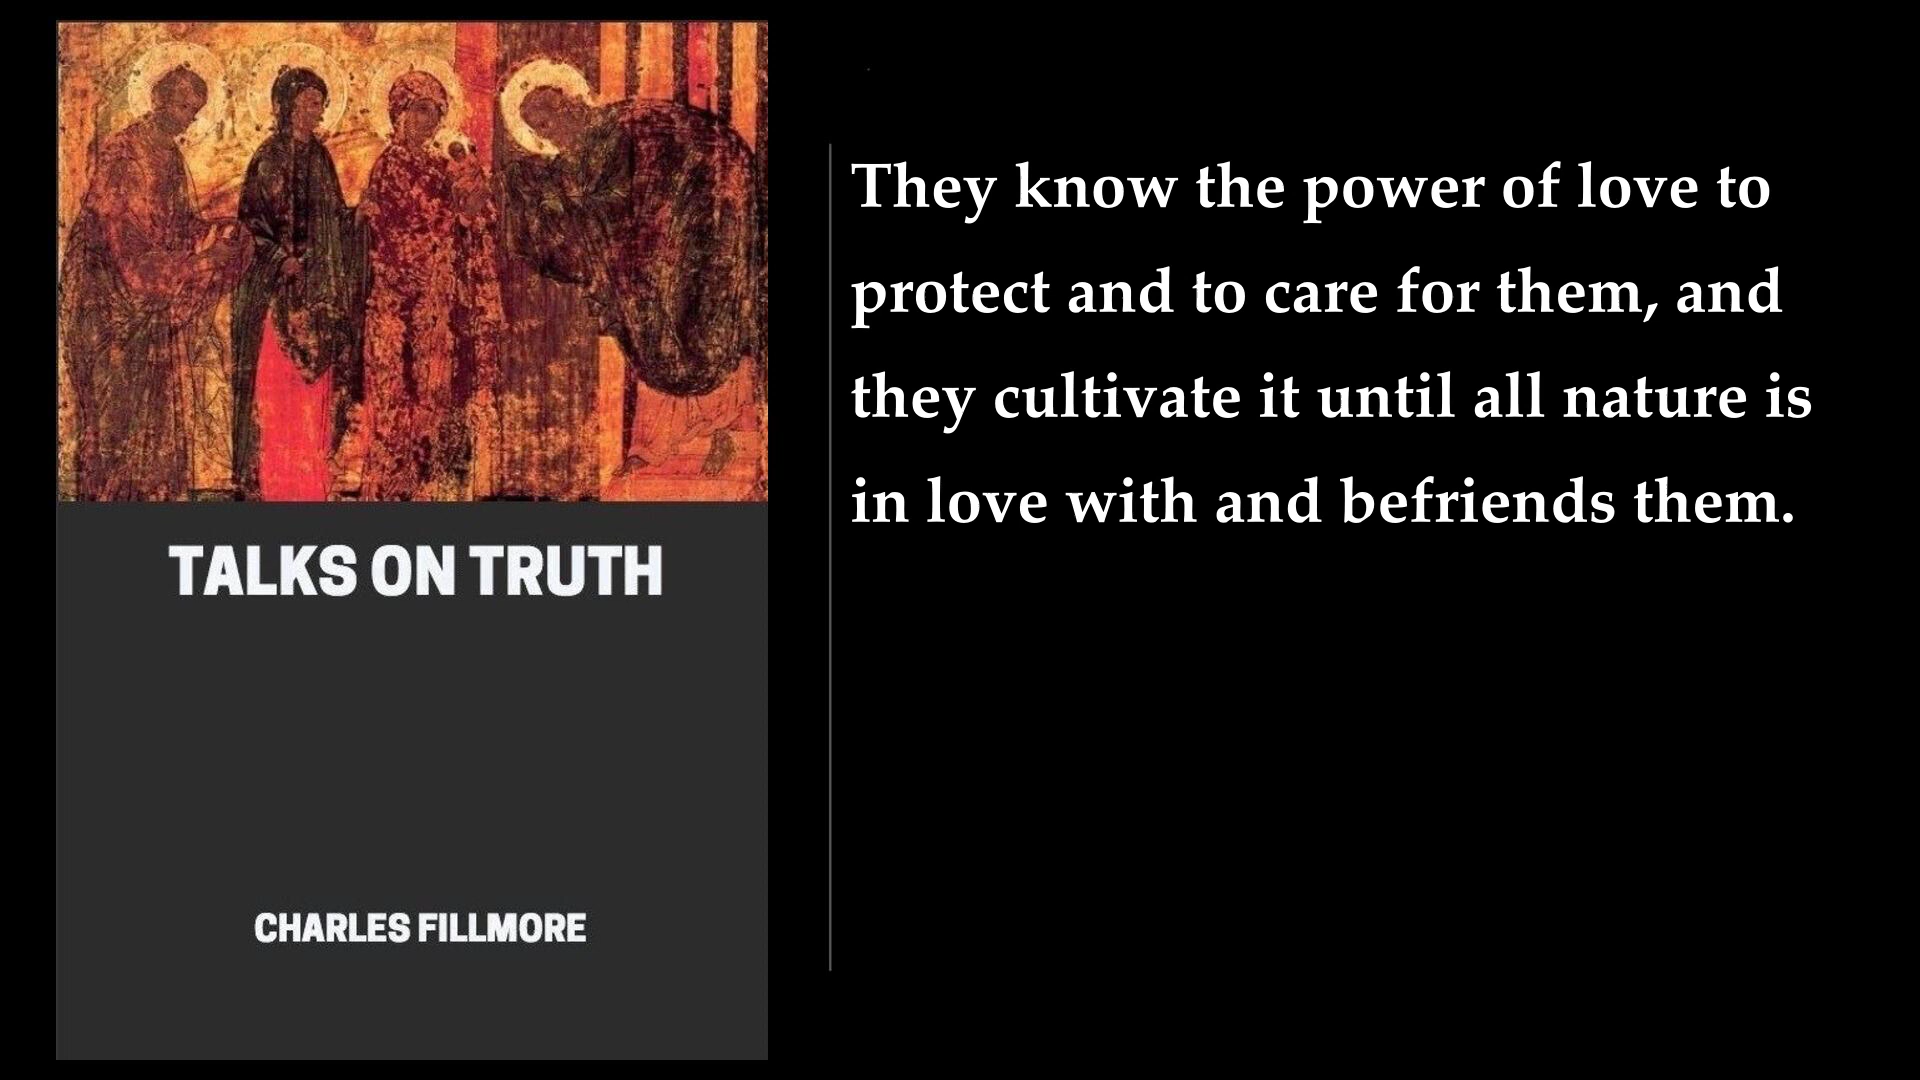 TALKS ON TRUTH
CHARLES FILLMORE
They know the power of love to
protect and to care for them, and
they cultivate it until all nature is
in love with and befriends them.